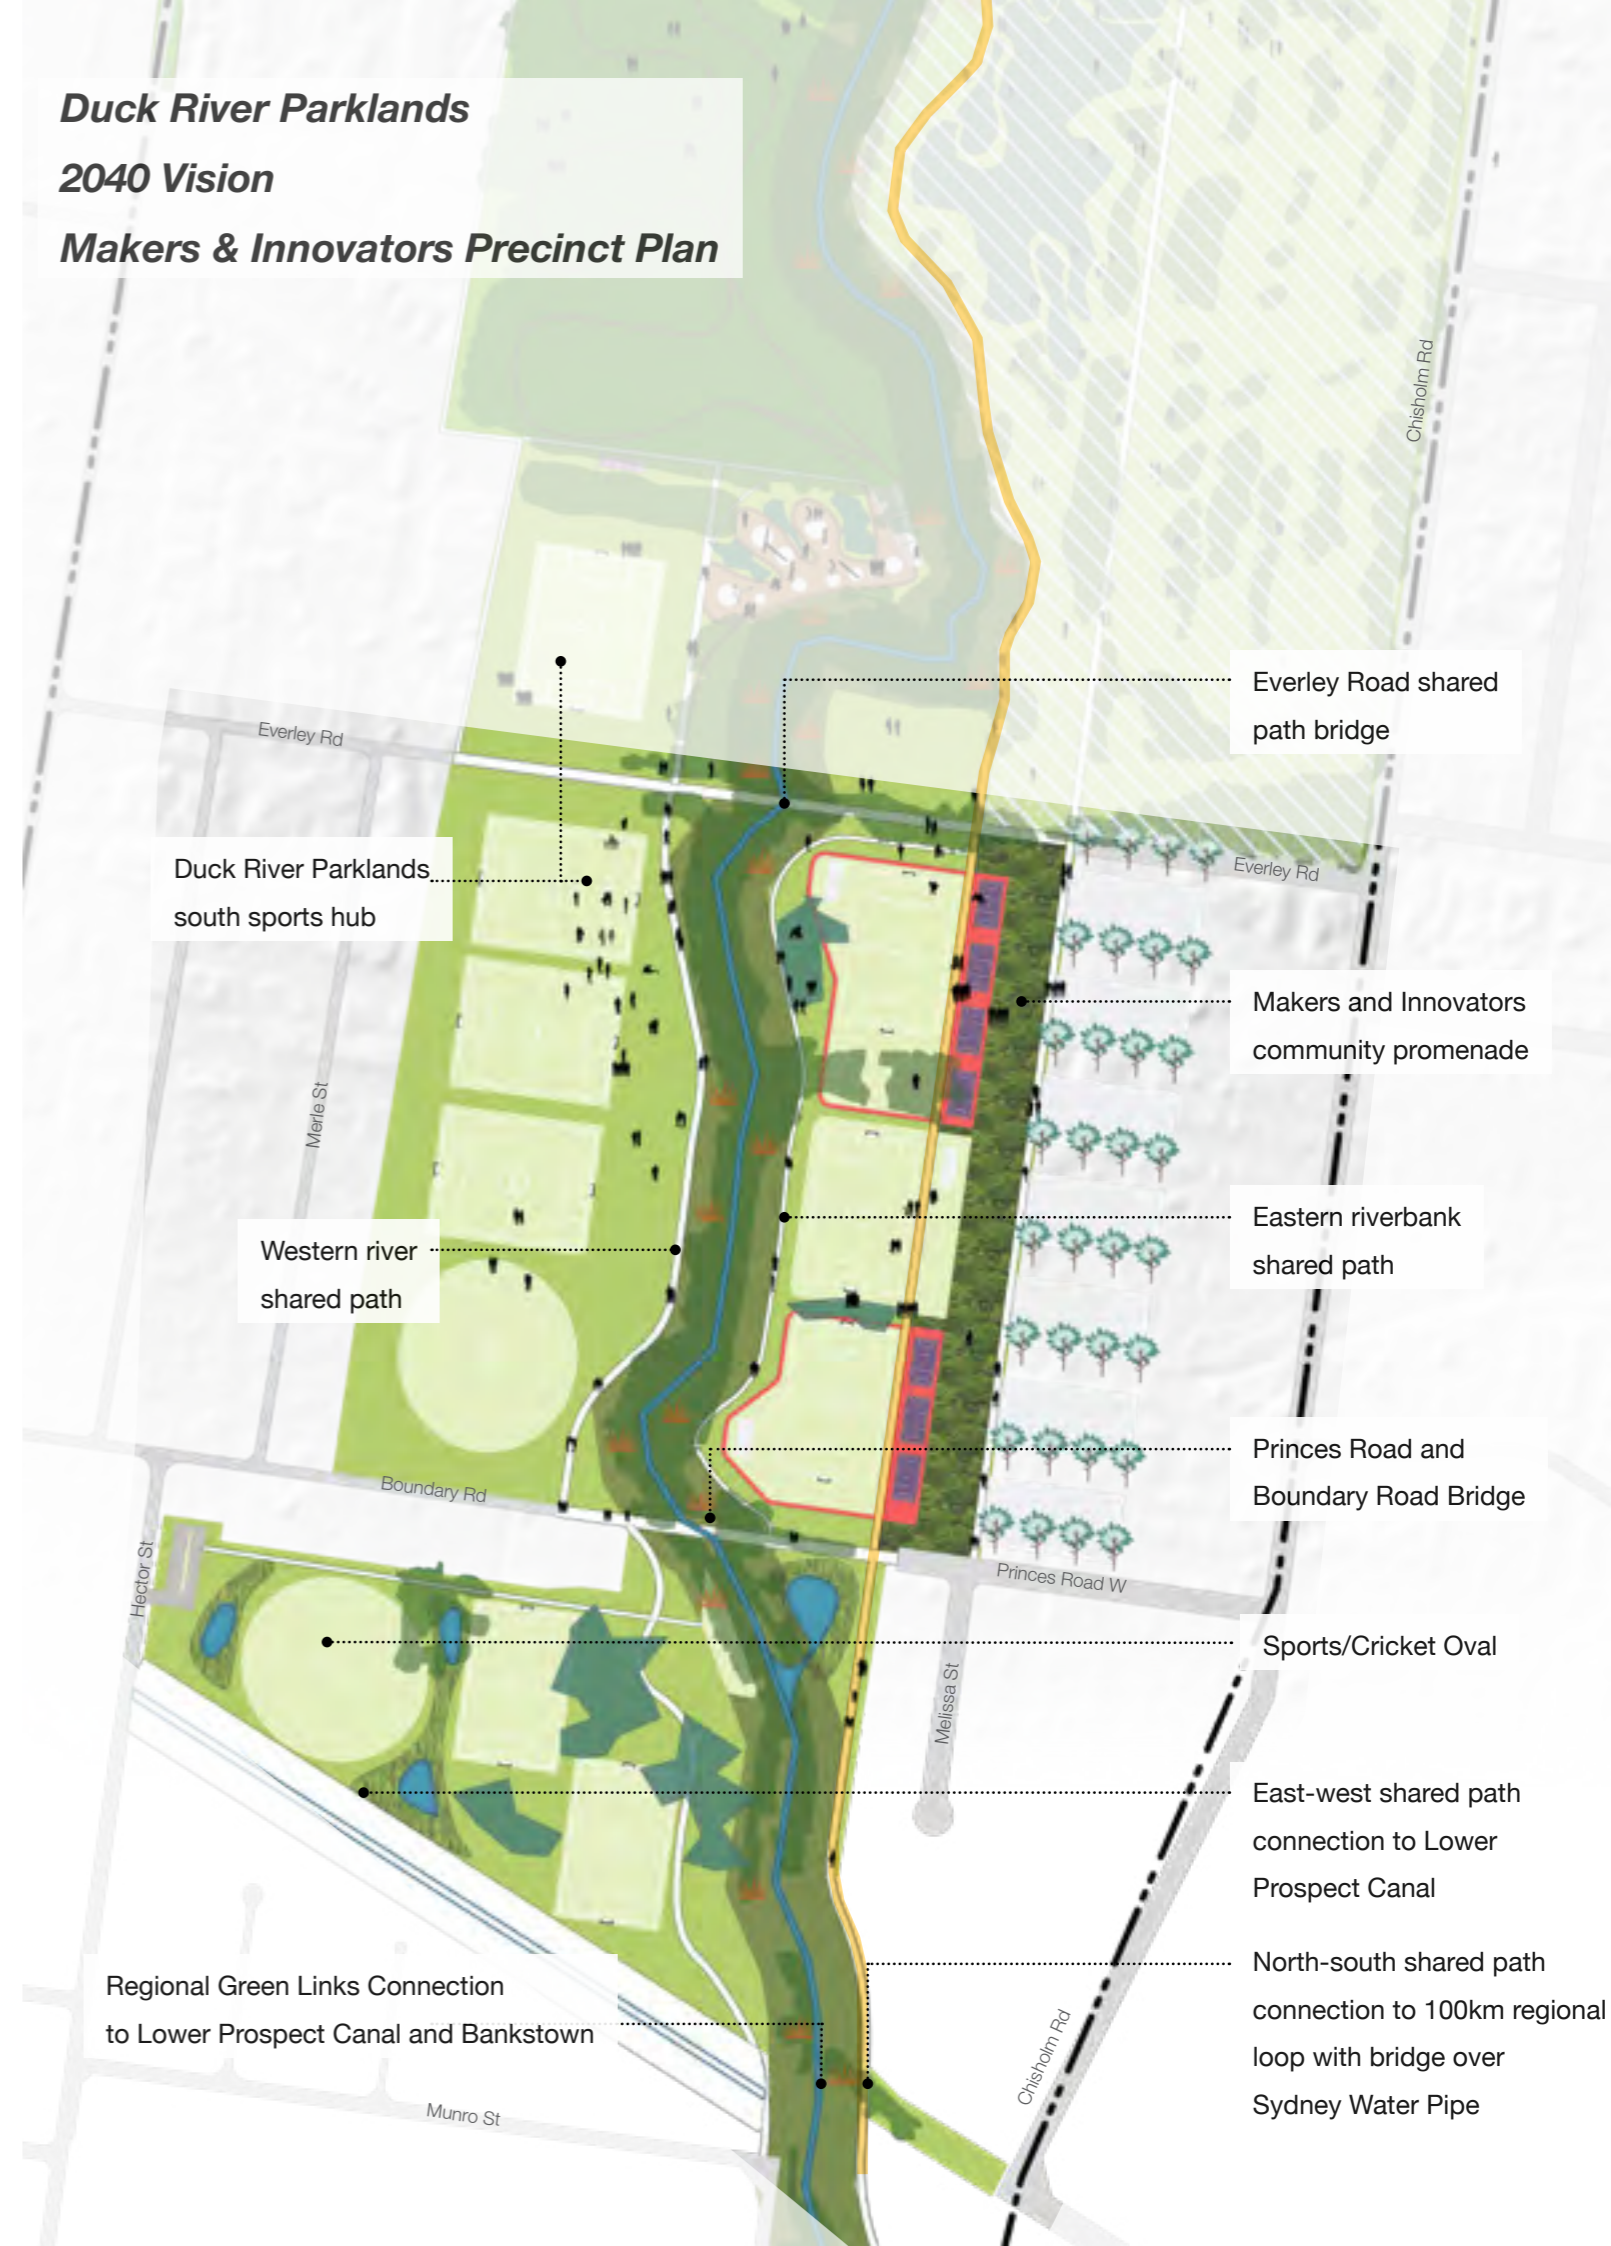 Duck River Parklands
2040 Vision
Makers & Innovators Precinct Plan
Chisholm Rd
Everley Road shared
path bridge
Everley Rd
Duck River Parklands
south sports hub
Everley Rd
Makers and Innovators
community promenade
Merle St
Eastern riverbank
shared path
Western river
shared path
Princes Road and
Boundary Road Bridge
Boundary Rd
Hector St
Princes Road W
Sports/Cricket Oval
Melissa St
East-west shared path
connection to Lower
Prospect Canal
North-south shared path
connection to 100km regional
loop with bridge over
Sydney Water Pipe
Regional Green Links Connection
to Lower Prospect Canal and Bankstown
Chisholm Rd
Munro St